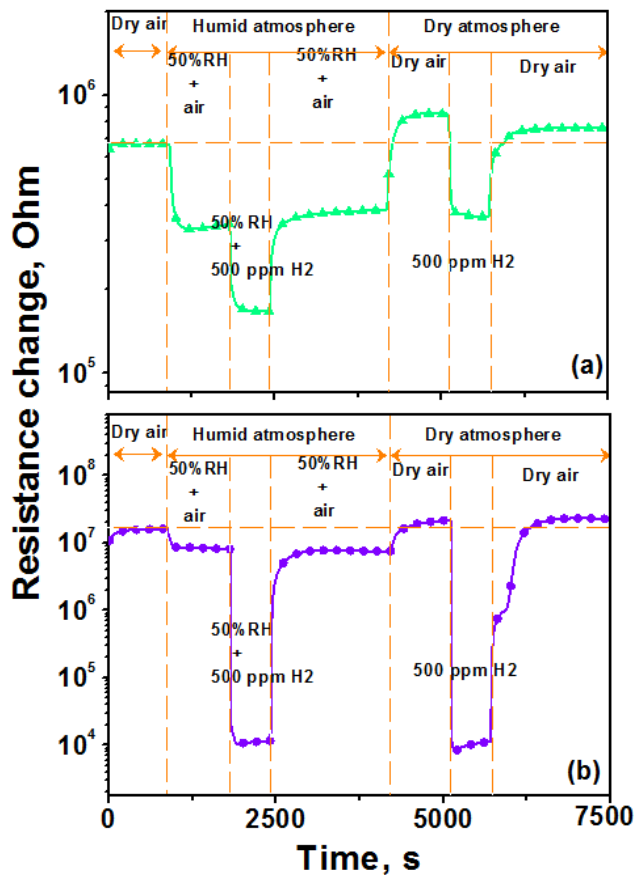 Dry air
Humid atmosphere
Dry atmosphere
50%RH
+
air
50%RH
+
air
Dry air
Dry air
10^6
50%RH
+
500 ppm H2
500 ppm H2
10^5
(a)
Resistance change, Ohm
Dry air
Humid atmosphere
Dry atmosphere
10^8
50%RH
+
air
50%RH
+
air
Dry air
Dry air
10^7
10^6
50%RH
+
500 ppm H2
500 ppm H2
10^5
10^4
(b)
0 2500 5000 7500
Time, s